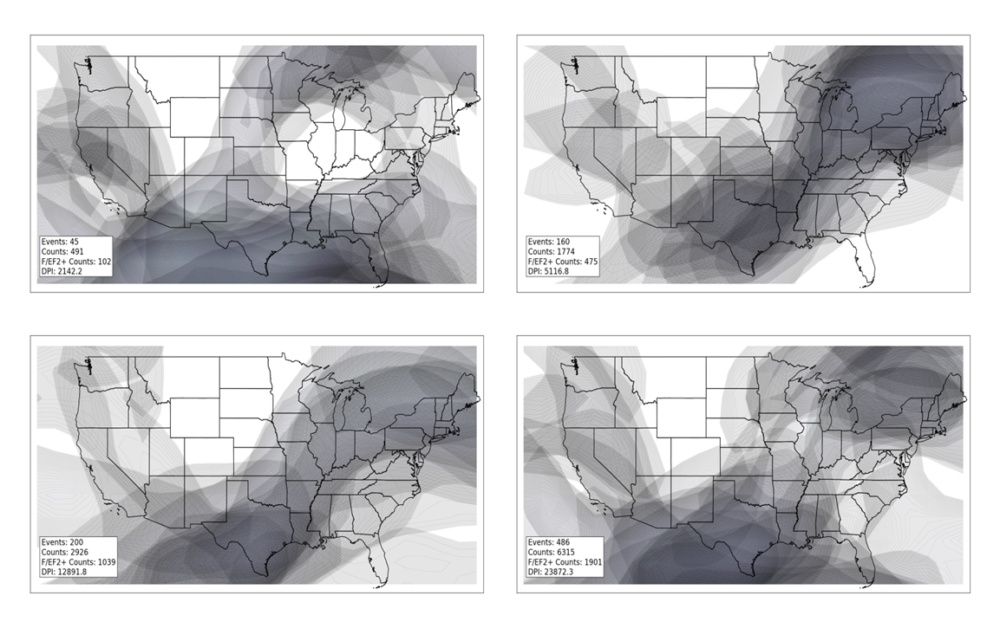 Events: 45
Counts: 491
F/EF2+ Counts: 102
DPI: 2142.2
Events: 160
Counts: 1774
F/EF2+ Counts: 475
DPI: 5116.8
Events: 200
Counts: 2926
F/EF2+ Counts: 1039
DPI: 12891.8
Events: 486
Counts: 6315
F/EF2+ Counts: 1901
DPI: 23872.3